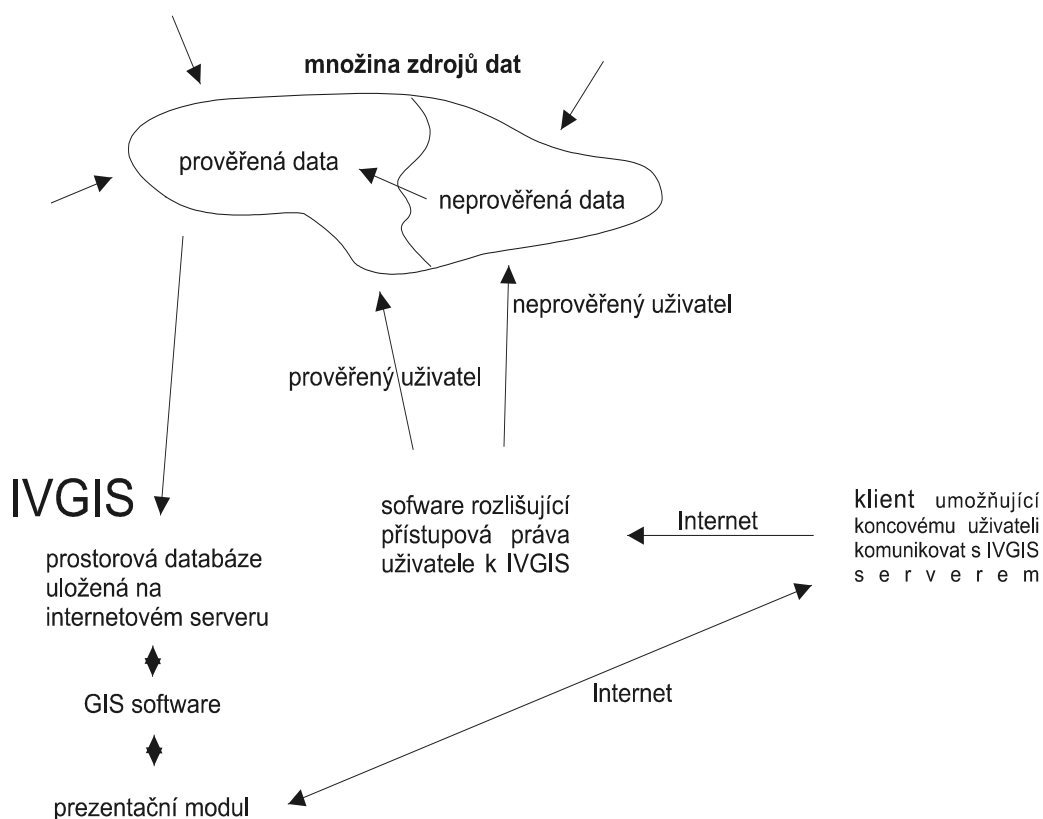 množina zdrojů dat
prověřená data
neprověřená data
neprověřený uživatel
prověřený uživatel
IVGIS
prostorová databáze
uložená na
internetovém serveru
GIS software
prezentační modul
sofware rozlišující
přístupová práva
uživatele k IVGIS
Internet
klient umožňující
koncovému uživateli
komunikovat s IVGIS
serverem
Internet